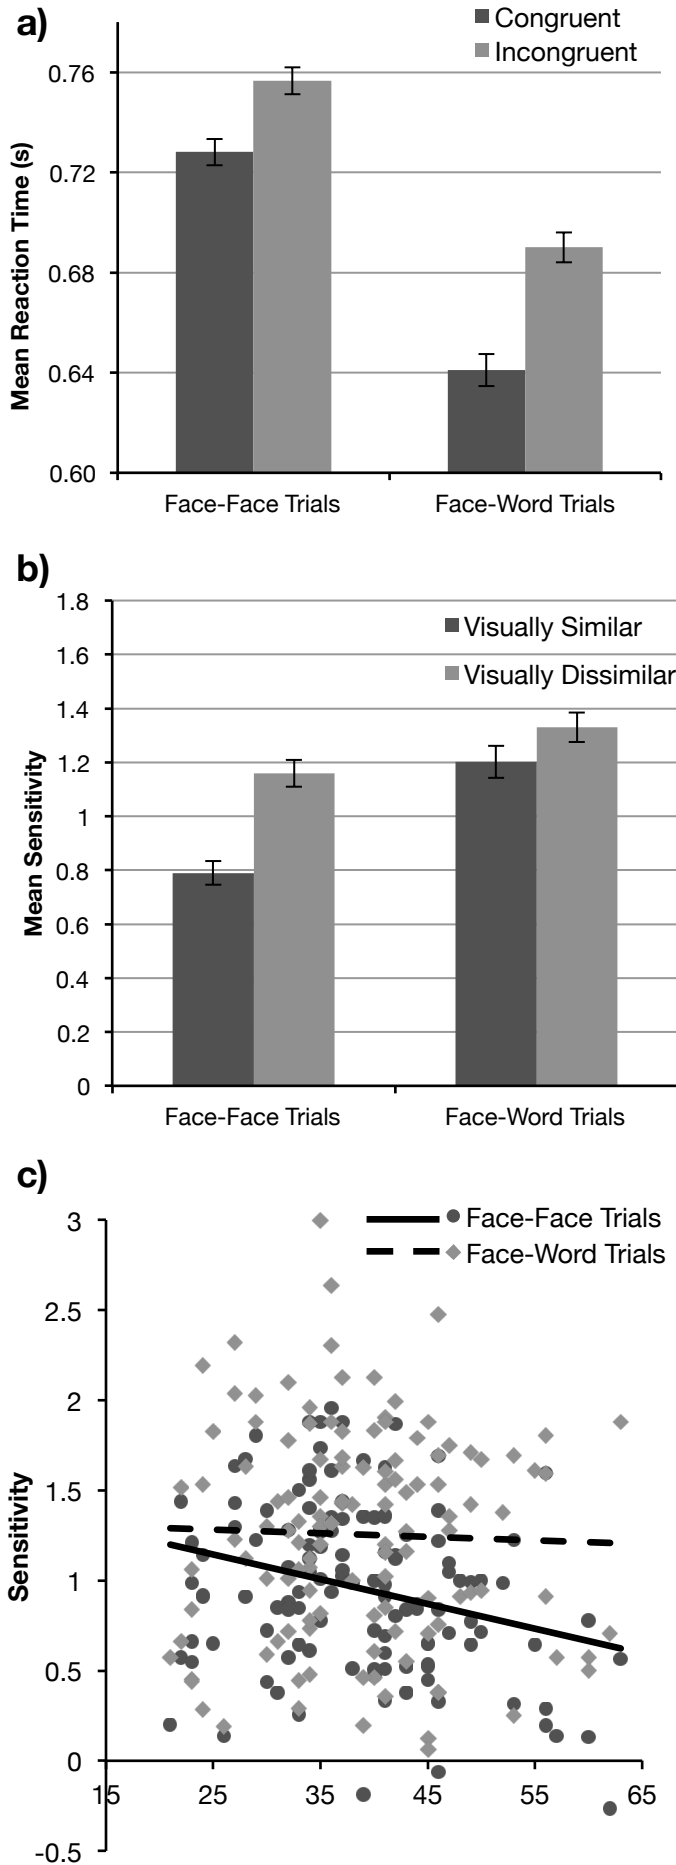 a)
Congruent
Incongruent
Mean Reaction Time (s)
0.76
0.72
0.68
0.64
0.60
Face-Face Trials
Face-Word Trials
b)
Visually Similar
Visually Dissimilar
Mean Sensitivity
1.8
1.6
1.4
1.2
1
0.8
0.6
0.4
0.2
0
Face-Face Trials
Face-Word Trials
c)
Face-Face Trials
Face-Word Trials
Sensitivity
3
2.5
2
1.5
1
0.5
0
-0.5
15 25 35 45 55 65